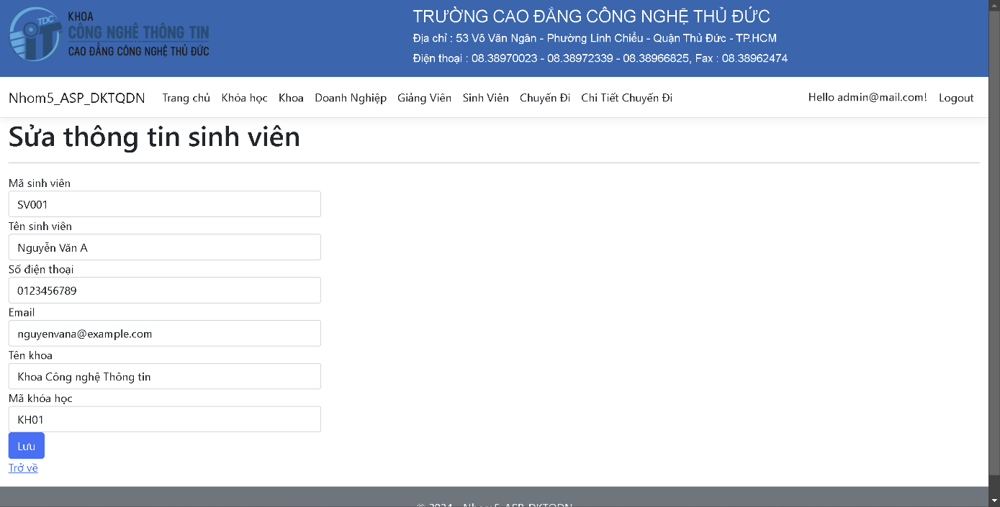 TDC
iT
KHOA
CÔNG NGHỆ THÔNG TIN
CAO ĐẲNG CÔNG NGHỆ THỦ ĐỨC
TRƯỜNG CAO ĐẲNG CÔNG NGHỆ THỦ ĐỨC
Địa chỉ : 53 Võ Văn Ngân - Phường Linh Chiểu - Quận Thủ Đức - TP.HCM
Điện thoại : 08.38970023 - 08.38972339 - 08.38966825, Fax : 08.38962474
Nhom5_ASP_DKTQDN Trang chủ Khóa học Khoa Doanh Nghiệp Giảng Viên Sinh Viên Chuyến Đi Chi Tiết Chuyến Đi Hello admin@mail.com! Logout
Sửa thông tin sinh viên
Mã sinh viên
SV001
Tên sinh viên
Nguyễn Văn A
Số điện thoại
0123456789
Email
nguyenvana@example.com
Tên khoa
Khoa Công nghệ Thông tin
Mã khóa học
KH01
Lưu
Trở về
© 2024 - Nhom5_ASP_DKTQDN